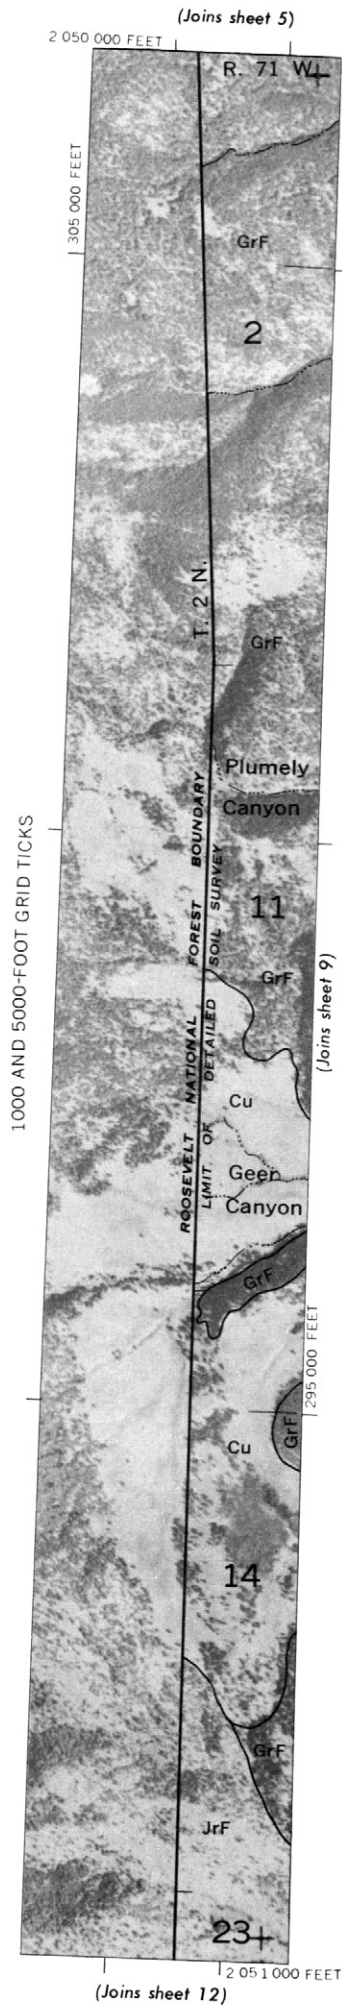 (Joins sheet 5)
2 050 000 FEET
R. 71 W.
305 000 FEET
GrF
2
T. 2 N.
GrF
Plumely
Canyon
1000 AND 5000-FOOT GRID TICKS
ROOSEVELT NATIONAL FOREST BOUNDARY
LIMIT OF DETAILED SOIL SURVEY
11
GrF
(Joins sheet 9)
Cu
Geer
Canyon
GrF
295 000 FEET
GrF
Cu
14
GrF
JrF
23
2 051 000 FEET
(Joins sheet 12)